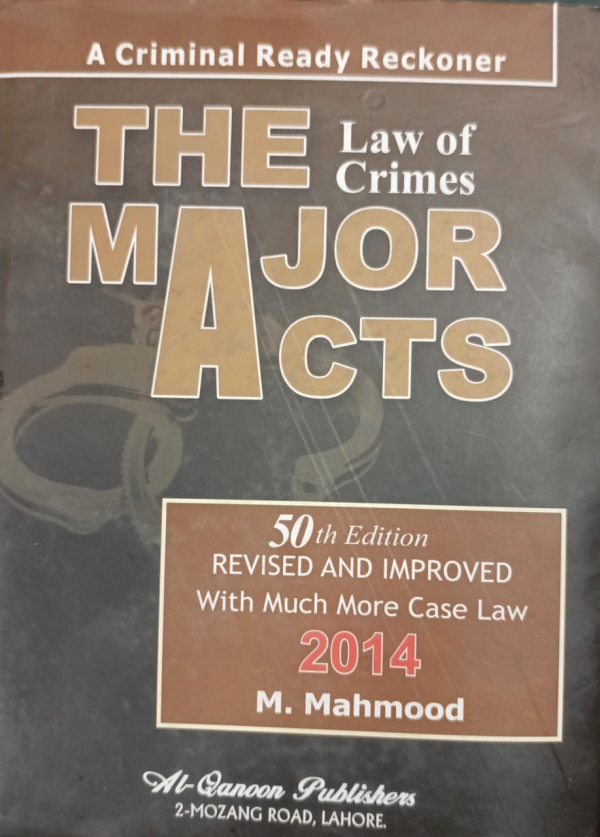 A Criminal Ready Reckoner
THE Law of Crimes
MAJOR
ACTS
50th Edition
REVISED AND IMPROVED
With Much More Case Law
2014
M. Mahmood
Al-Qanoon Publishers
2-MOZANG ROAD, LAHORE.